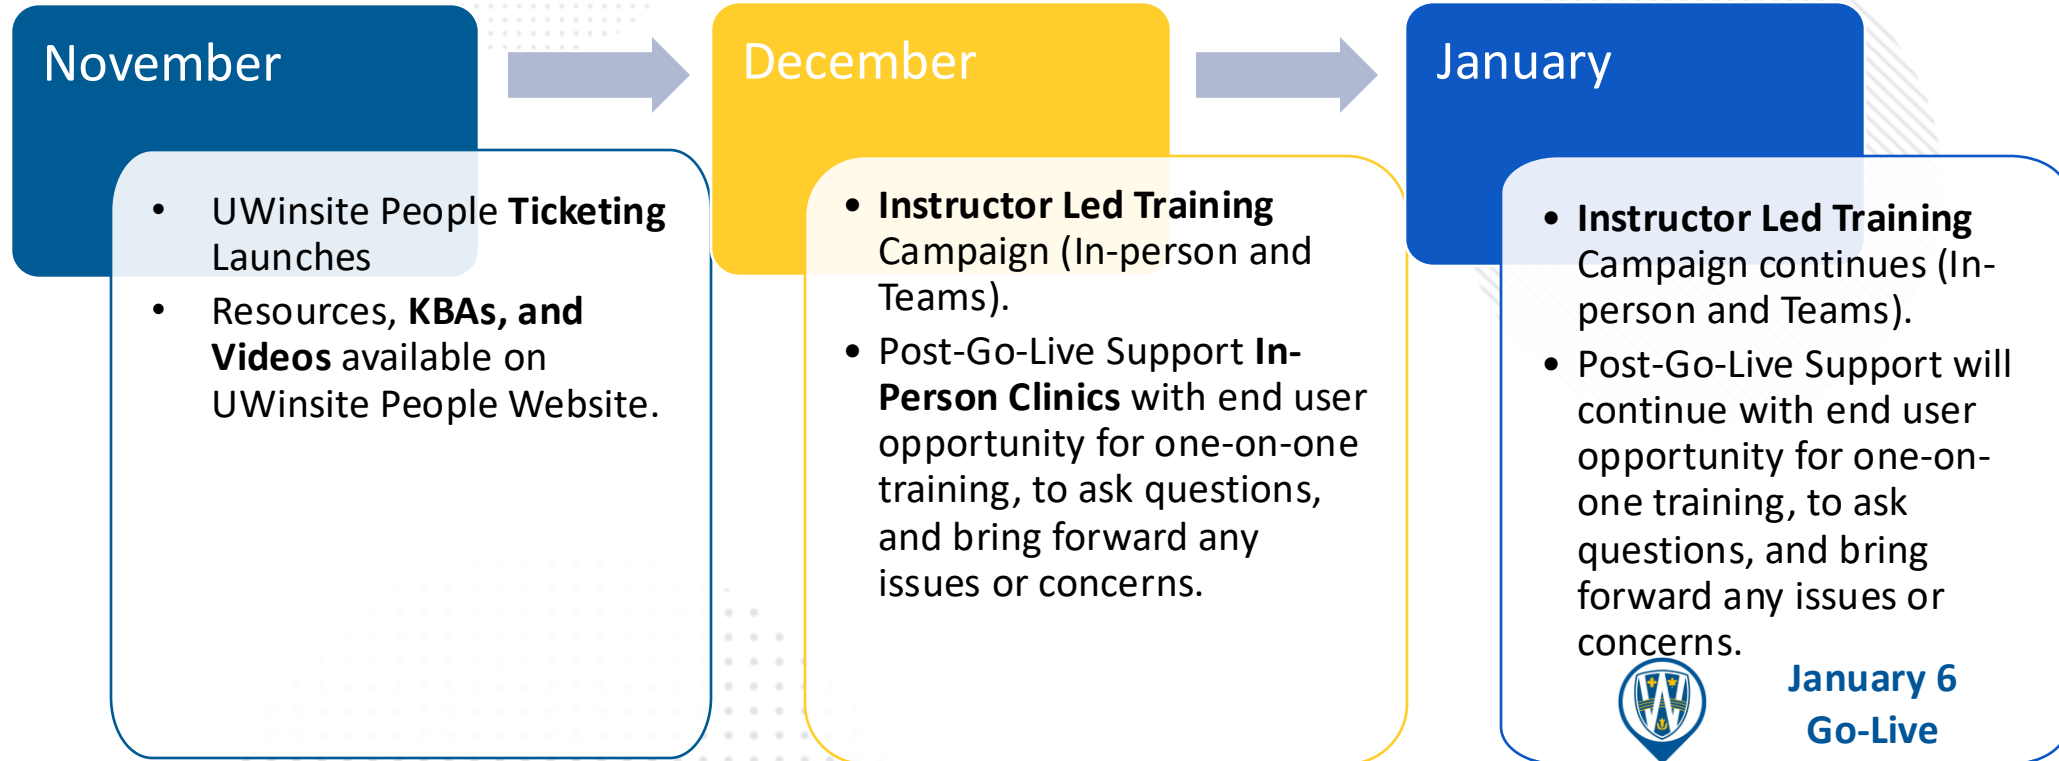 November
• UWinsite People Ticketing
Launches
• Resources, KBAs, and
Videos available on
UWinsite People Website.
December
• Instructor Led Training
Campaign (In-person and
Teams).
• Post-Go-Live Support In-
Person Clinics with end user
opportunity for one-on-one
training, to ask questions,
and bring forward any
issues or concerns.
January
• Instructor Led Training
Campaign continues (In-
person and Teams).
• Post-Go-Live Support will
continue with end user
opportunity for one-on-
one training, to ask
questions, and bring
forward any issues or
concerns.
W
January 6
Go-Live